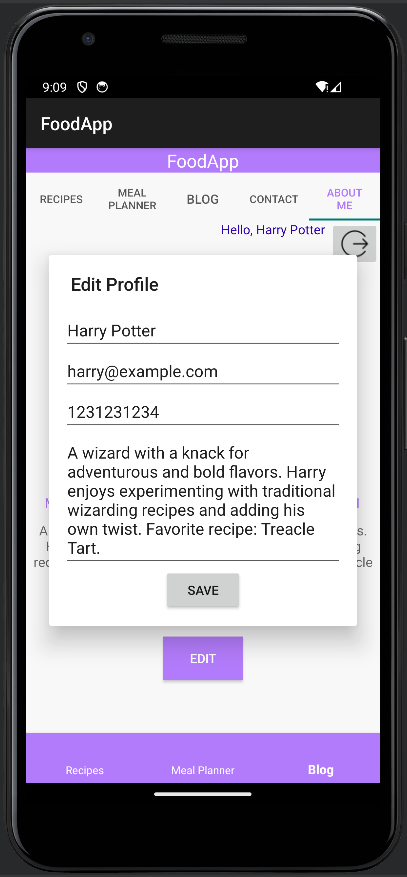 9:09
FoodApp
FoodApp
RECIPES
MEAL
PLANNER
BLOG
CONTACT
ABOUT
ME
Hello, Harry Potter
Edit Profile
Harry Potter
harry@example.com
1231231234
A wizard with a knack for
adventurous and bold flavors. Harry
enjoys experimenting with traditional
wizarding recipes and adding his
own twist. Favorite recipe: Treacle
Tart.
SAVE
EDIT
Recipes
Meal Planner
Blog